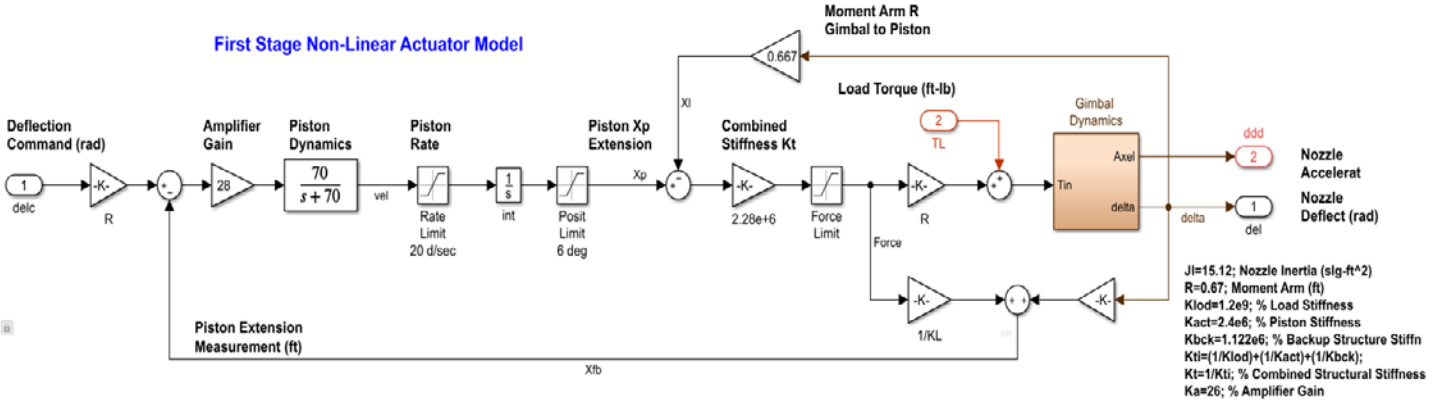 First Stage Non-Linear Actuator Model
Moment Arm R
Gimbal to Piston
0.667
Xl
Load Torque (ft-lb)
2
TL
Gimbal
Dynamics
Deflection
Command (rad)
1
delc
-K-
R
Amplifier
Gain
28
Piston
Dynamics
70
s + 70
vel
Piston
Rate
Rate
Limit
20 d/sec
1
s
int
Posit
Limit
6 deg
Piston Xp
Extension
Xp
Combined
Stiffness Kt
-K-
2.28e+6
Force
Limit
Force
-K-
R
Tin
Axel
delta
ddd
2
Nozzle
Accelerat
delta
1
del
Nozzle
Deflect (rad)
-K-
1/KL
-K-
Piston Extension
Measurement (ft)
Xfb
Jl=15.12; Nozzle Inertia (slg-ft^2)
R=0.67; Moment Arm (ft)
Klod=1.2e9; % Load Stiffness
Kact=2.4e6; % Piston Stiffness
Kbck=1.122e6; % Backup Structure Stiffn
Kti=(1/Klod)+(1/Kact)+(1/Kbck);
Kt=1/Kti; % Combined Structural Stiffness
Ka=26; % Amplifier Gain